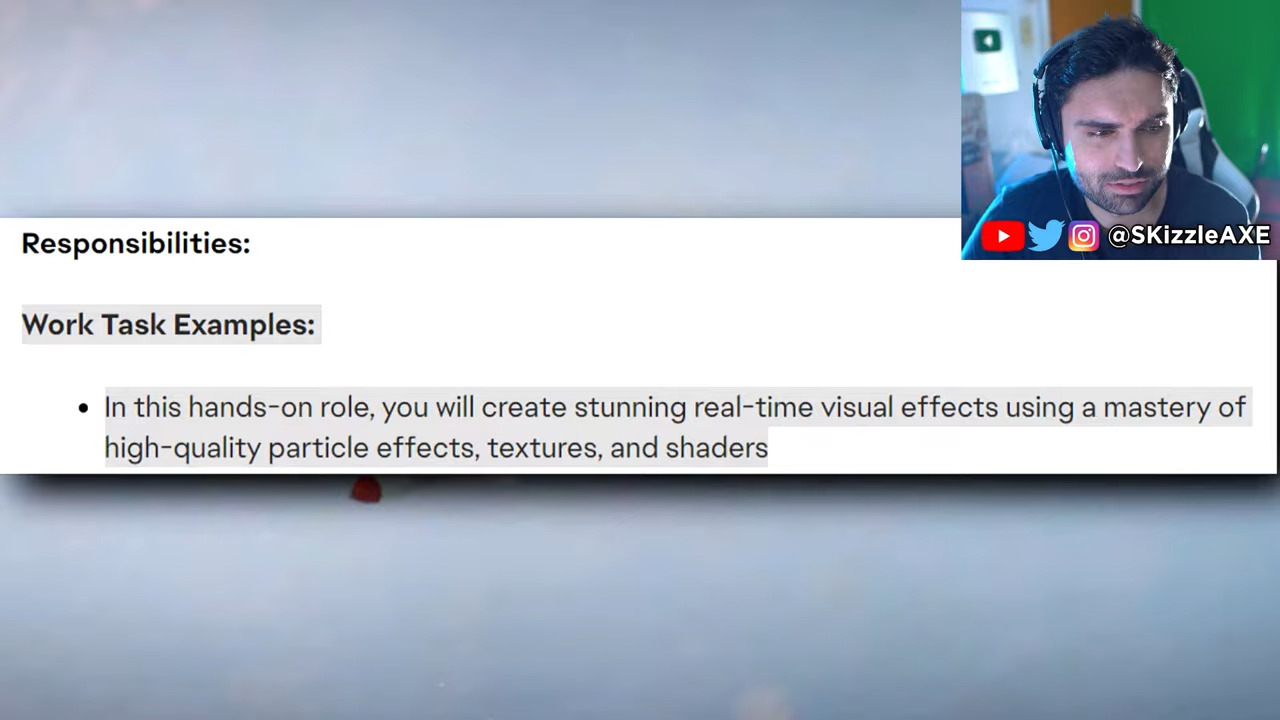 @SKizzleAXE
Responsibilities:
Work Task Examples:
In this hands-on role, you will create stunning real-time visual effects using a mastery of
high-quality particle effects, textures, and shaders